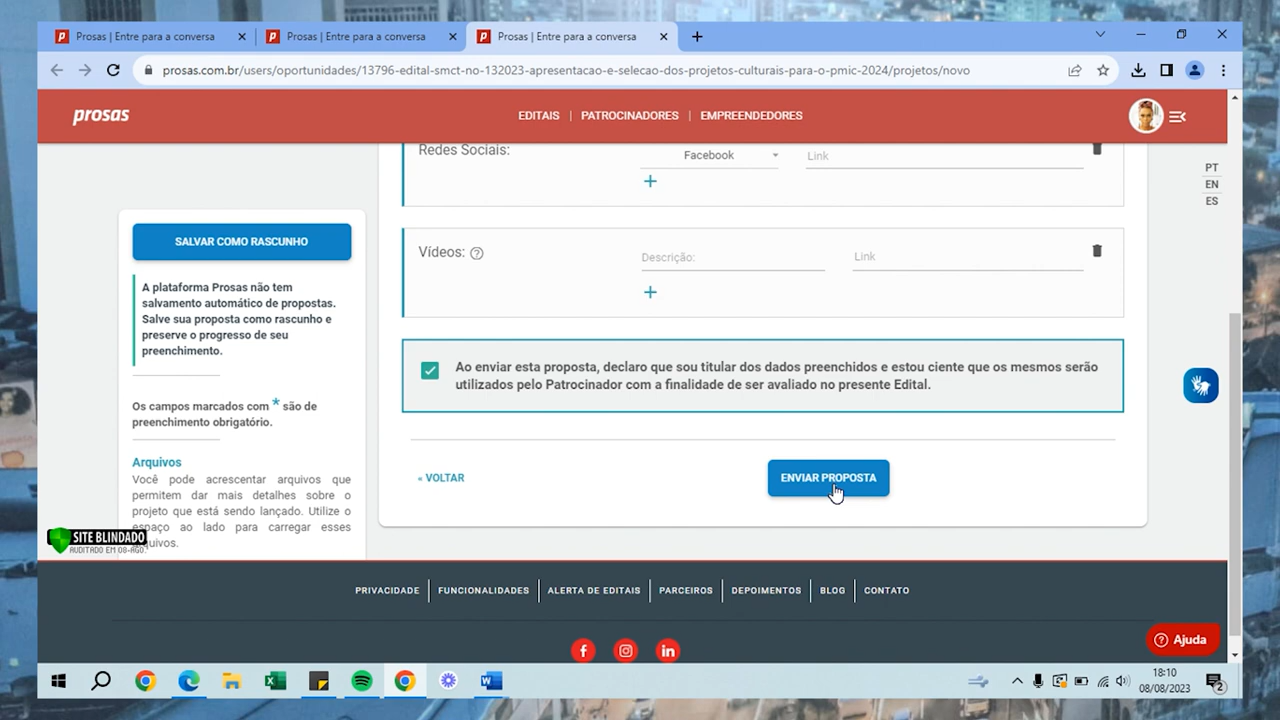 Prosas | Entre para a conversa
Prosas | Entre para a conversa
Prosas | Entre para a conversa
prosas.com.br/users/oportunidades/13796-edital-smct-no-132023-apresentacao-e-selecao-dos-projetos-culturais-para-o-pmic-2024/projetos/novo
prosas
EDITAIS | PATROCINADORES | EMPREENDEDORES
PT
EN
ES
Redes Sociais:
Facebook
Link
+
Vídeos:
Descrição:
Link
+
SALVAR COMO RASCUNHO
A plataforma Prosas não tem
salvamento automático de propostas.
Salve sua proposta como rascunho e
preserve o progresso de seu
preenchimento.
Os campos marcados com * são de
preenchimento obrigatório.
Arquivos
Você pode acrescentar arquivos que
permitem dar mais detalhes sobre o
projeto que está sendo lançado. Utilize o
espaço ao lado para carregar esses
arquivos.
SITE BLINDADO
AUDITADO EM 08-AGO.
Ao enviar esta proposta, declaro que sou titular dos dados preenchidos e estou ciente que os mesmos serão
utilizados pelo Patrocinador com a finalidade de ser avaliado no presente Edital.
« VOLTAR
ENVIAR PROPOSTA
PRIVACIDADE | FUNCIONALIDADES | ALERTA DE EDITAIS | PARCEIROS | DEPOIMENTOS | BLOG | CONTATO
Ajuda
18:10
08/08/2023
2